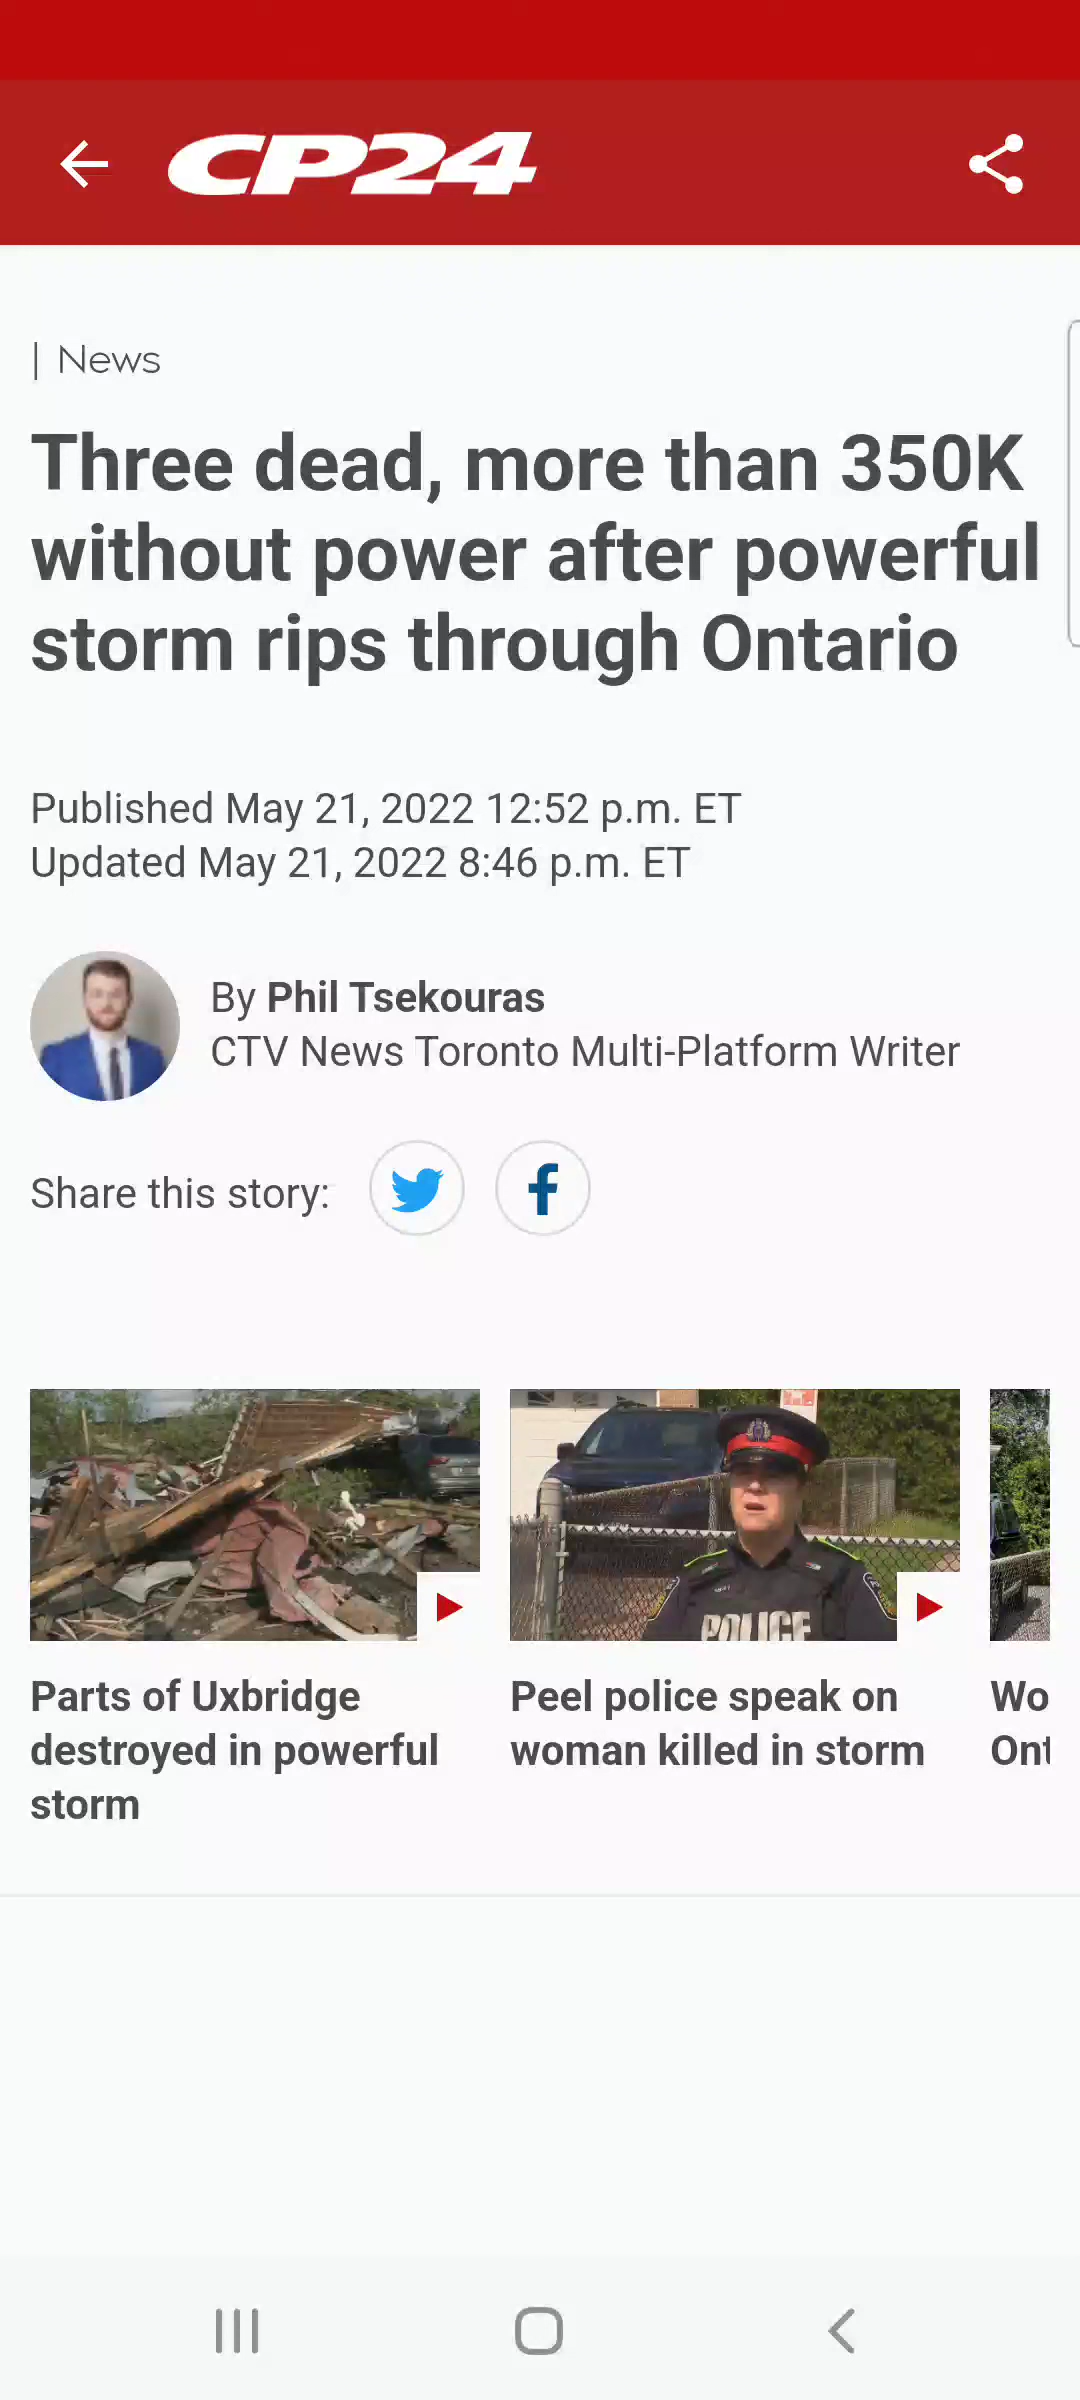 CP24
| News
Three dead, more than 350K
without power after powerful
storm rips through Ontario
Published May 21, 2022 12:52 p.m. ET
Updated May 21, 2022 8:46 p.m. ET
By Phil Tsekouras
CTV News Toronto Multi-Platform Writer
Share this story:
POLICE
Parts of Uxbridge
destroyed in powerful
storm
Peel police speak on
woman killed in storm
Wo
Ont